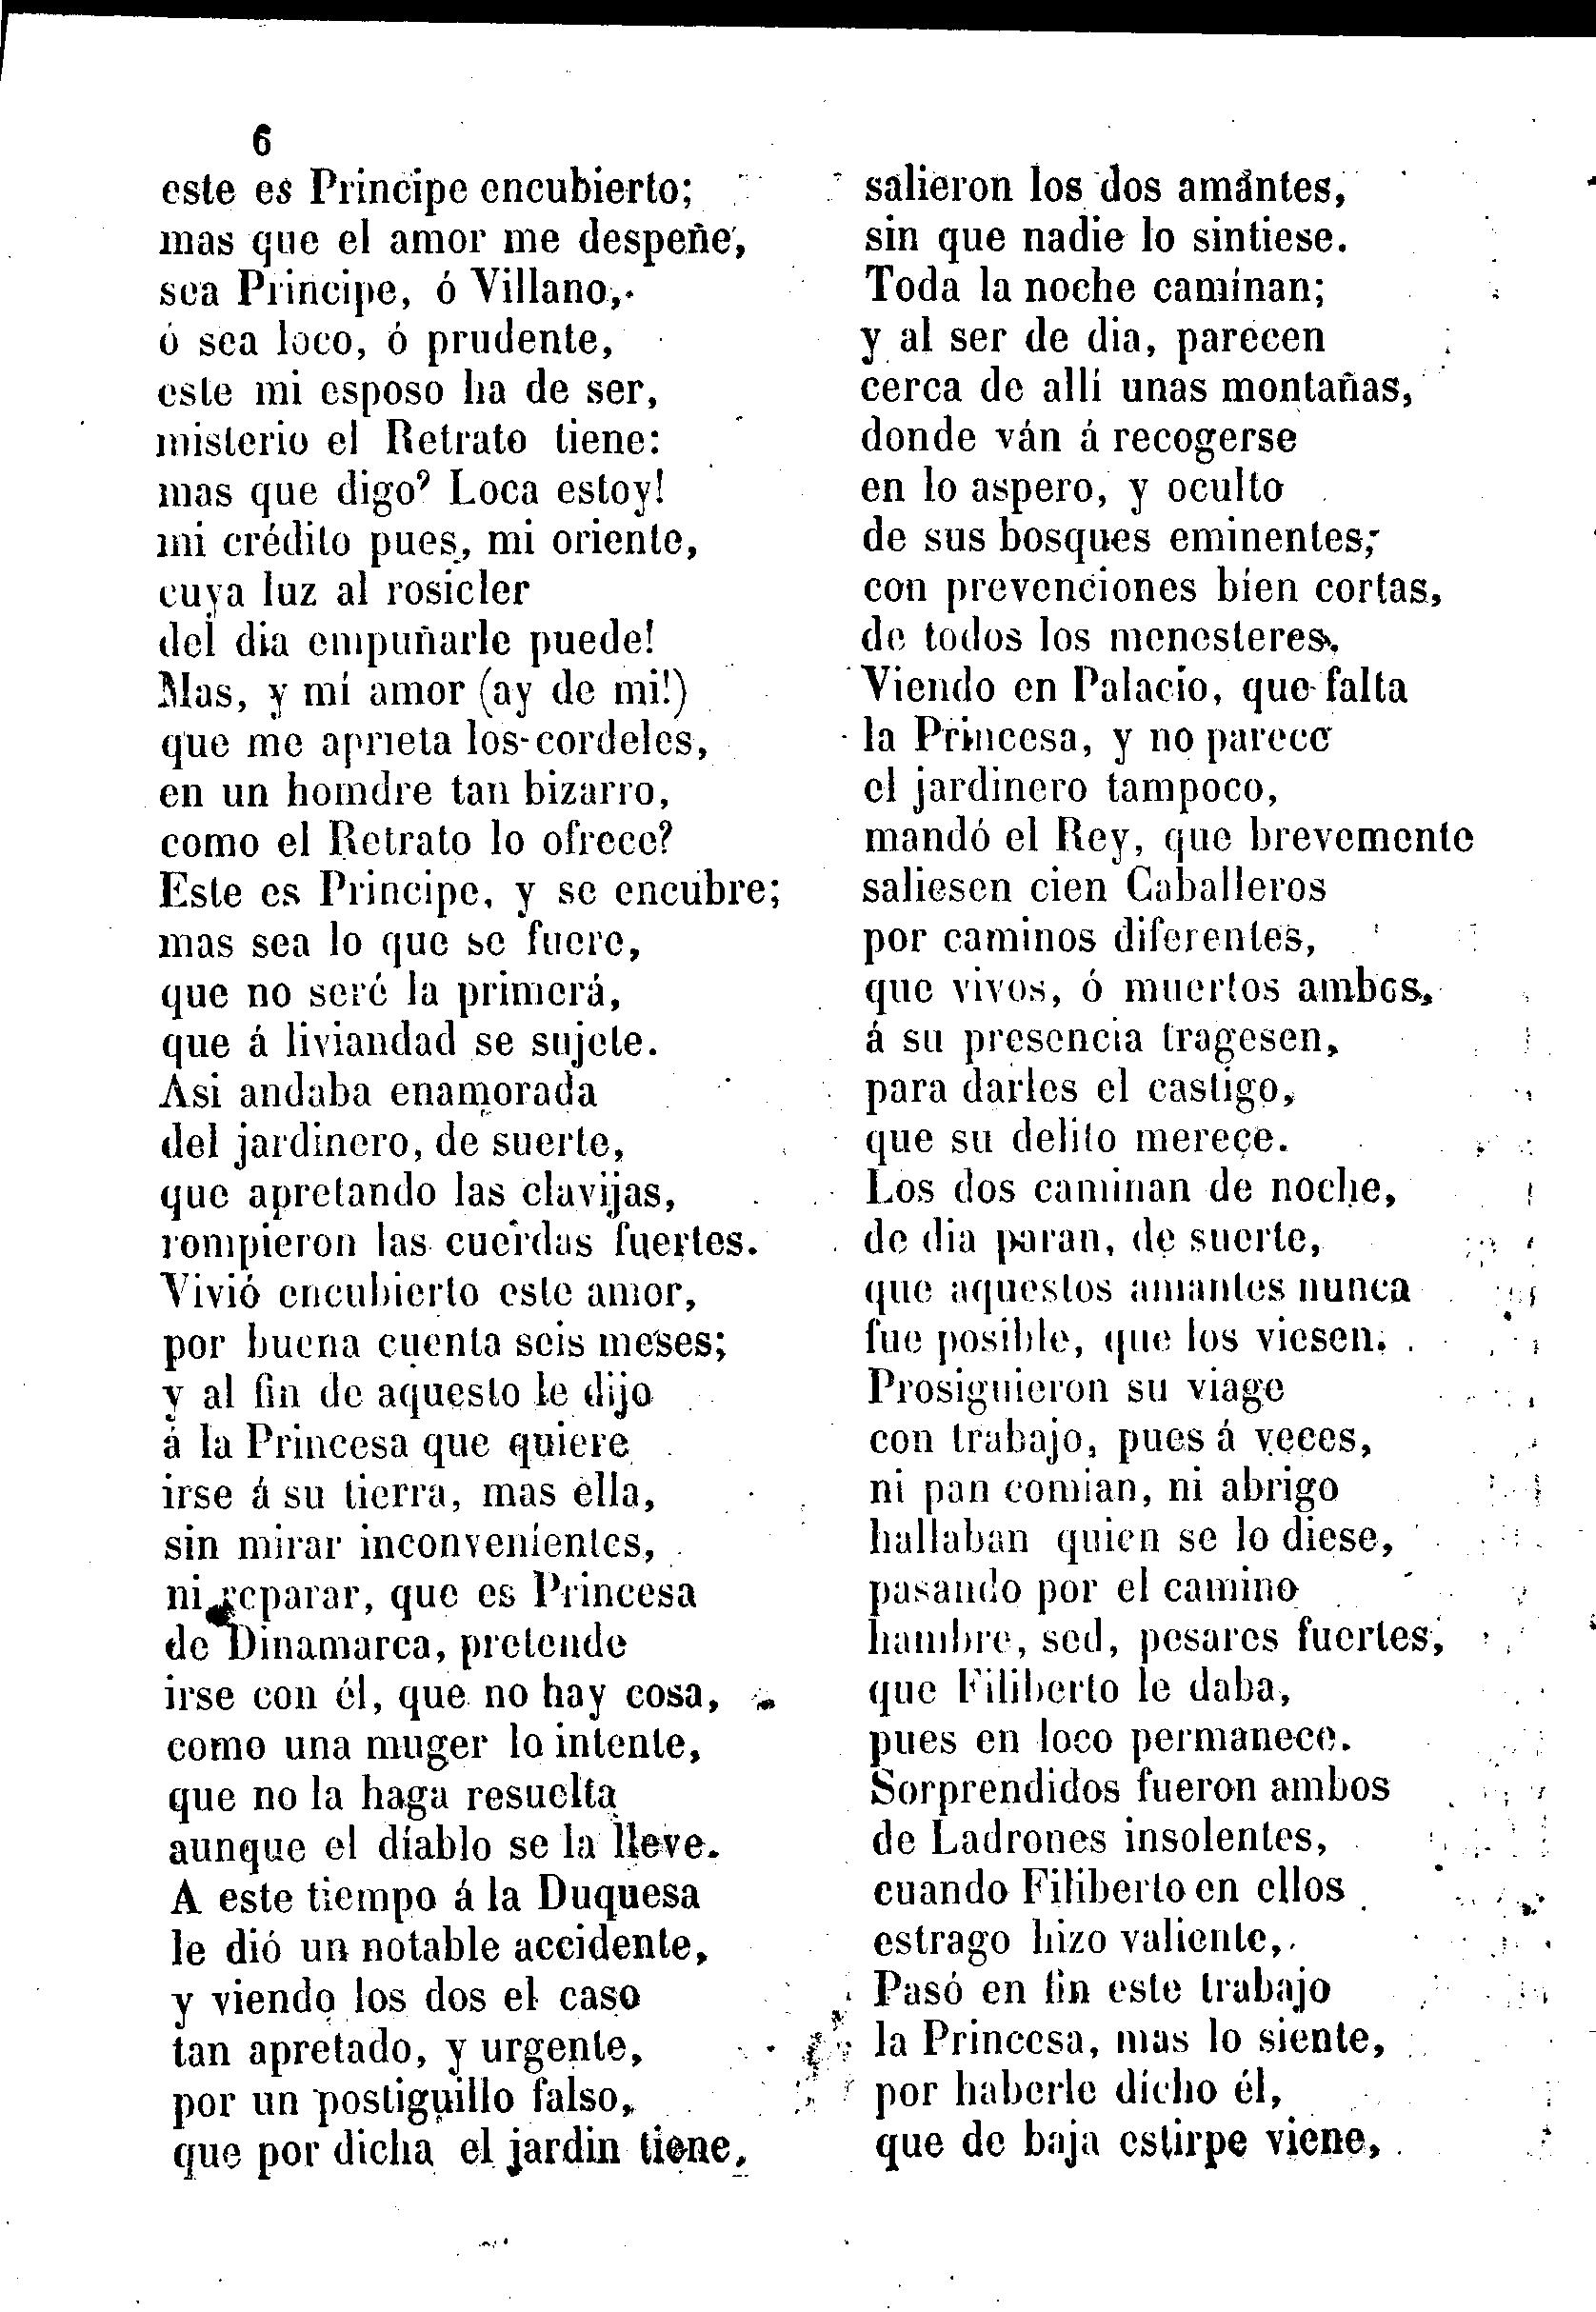 6
este es Principe encubierto;
mas que el amor me despeñe,
sea Principe, ó Villano,
ó sea loco, ó prudente,
este mi esposo ha de ser,
misterio el Retrato tiene:
mas que digo? Loca estoy!
mi crédito pues, mi oriente,
cuya luz al rosicler
del dia empuñarle puede!
Mas, y mí amor (ay de mi!)
que me aprieta los cordeles,
en un homdre tan bizarro,
como el Retrato lo ofrece?
Este es Principe, y se encubre;
mas sea lo que se fuere,
que no seré la primerá,
que á liviandad se sujete.
Asi andaba enamorada
del jardinero, de suerte,
que apretando las clavijas,
rompieron las cuerdas fuertes.
Vivió encubierto este amor,
por buena cuenta seis meses;
y al fin de aquesto le dijo
á la Princesa que quiere
irse á su tierra, mas ella,
sin mirar inconveníentes,
ni reparar, que es Princesa
de Dinamarca, pretende
irse con él, que no hay cosa,
como una muger lo intente,
que no la haga resuelta
aunque el díablo se la lleve.
A este tiempo á la Duquesa
le dió un notable accidente,
y viendo los dos el caso
tan apretado, y urgente,
por un postiguillo falso,
que por dicha el jardin tiene,
salieron los dos amántes,
sin que nadie lo sintiese.
Toda la noche camínan;
y al ser de dia, parecen
cerca de allí unas montañas,
donde ván á recogerse
en lo aspero, y oculto
de sus bosques eminentes;
con prevenciones bien cortas,
de todos los menesteres.
Viendo en Palacío, que falta
la Princesa, y no parece
el jardinero tampoco,
mandó el Rey, que brevemente
saliesen cien Caballeros
por caminos diferentes,
que vivos, ó muertos ambos,
á su presencia tragesen,
para darles el castigo,
que su delito merece.
Los dos caminan de noche,
de dia paran, de suerte,
que aquestos amantes nunca
fue posible, que los viesen.
Prosiguieron su viage
con trabajo, pues á veces,
ni pan comian, ni abrigo
hallaban quien se lo diese,
pasando por el camino
hambre, sed, pesares fuertes,
que Filiberto le daba,
pues en loco permanece.
Sorprendidos fueron ambos
de Ladrones insolentes,
cuando Filiberto en ellos
estrago hizo valiente,
Pasó en fin este trabajo
la Princesa, mas lo siente,
por haberle dícho él,
que de baja estirpe viene,